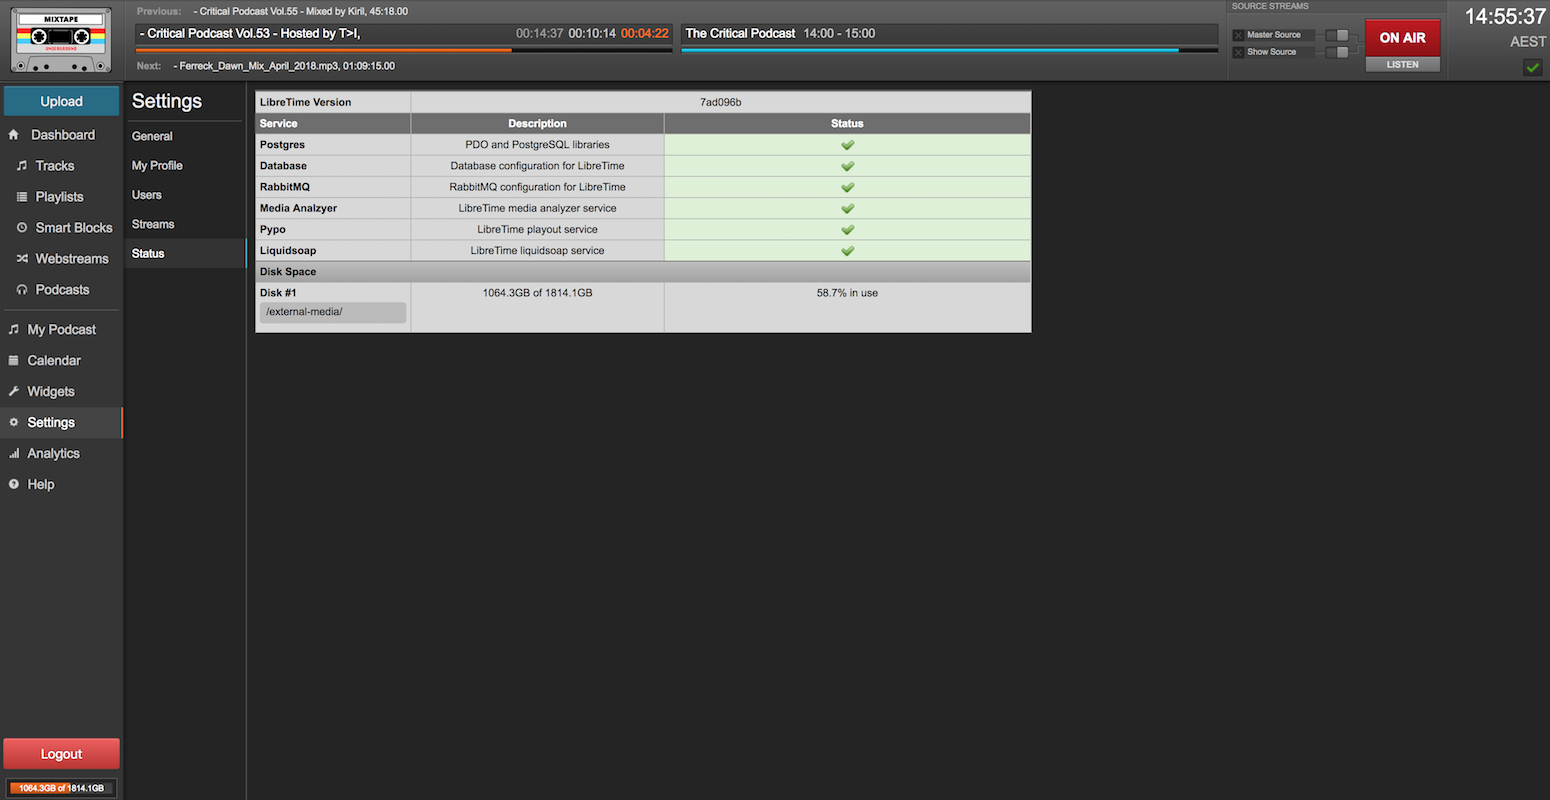 MIXTAPE
UNDERGROUND
Previous: - Critical Podcast Vol.55 - Mixed by Kiril, 45:18.00
- Critical Podcast Vol.53 - Hosted by T>I, 00:14:37 00:10:14 00:04:22
Next: - Ferreck_Dawn_Mix_April_2018.mp3, 01:09:15.00
The Critical Podcast 14:00 - 15:00
SOURCE STREAMS
Master Source
Show Source
ON AIR
LISTEN
14:55:37
AEST
Upload
Dashboard
Tracks
Playlists
Smart Blocks
Webstreams
Podcasts
My Podcast
Calendar
Widgets
Settings
Analytics
Help
Logout
1064.3GB of 1814.1GB
Settings
General
My Profile
Users
Streams
Status
LibreTime Version 7ad096b
Service Description Status
Postgres PDO and PostgreSQL libraries
Database Database configuration for LibreTime
RabbitMQ RabbitMQ configuration for LibreTime
Media Analzyer LibreTime media analyzer service
Pypo LibreTime playout service
Liquidsoap LibreTime liquidsoap service
Disk Space
Disk #1 1064.3GB of 1814.1GB 58.7% in use
/external-media/